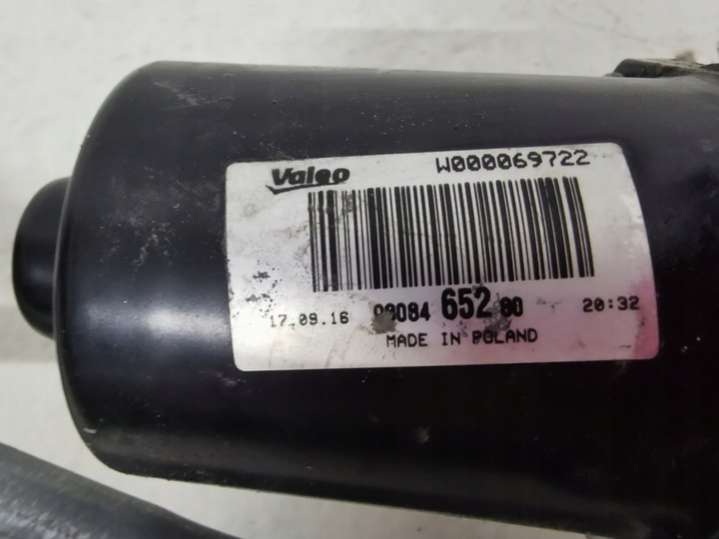 Valeo W000069722
17.09.16 652 20:32
MADE IN POLAND